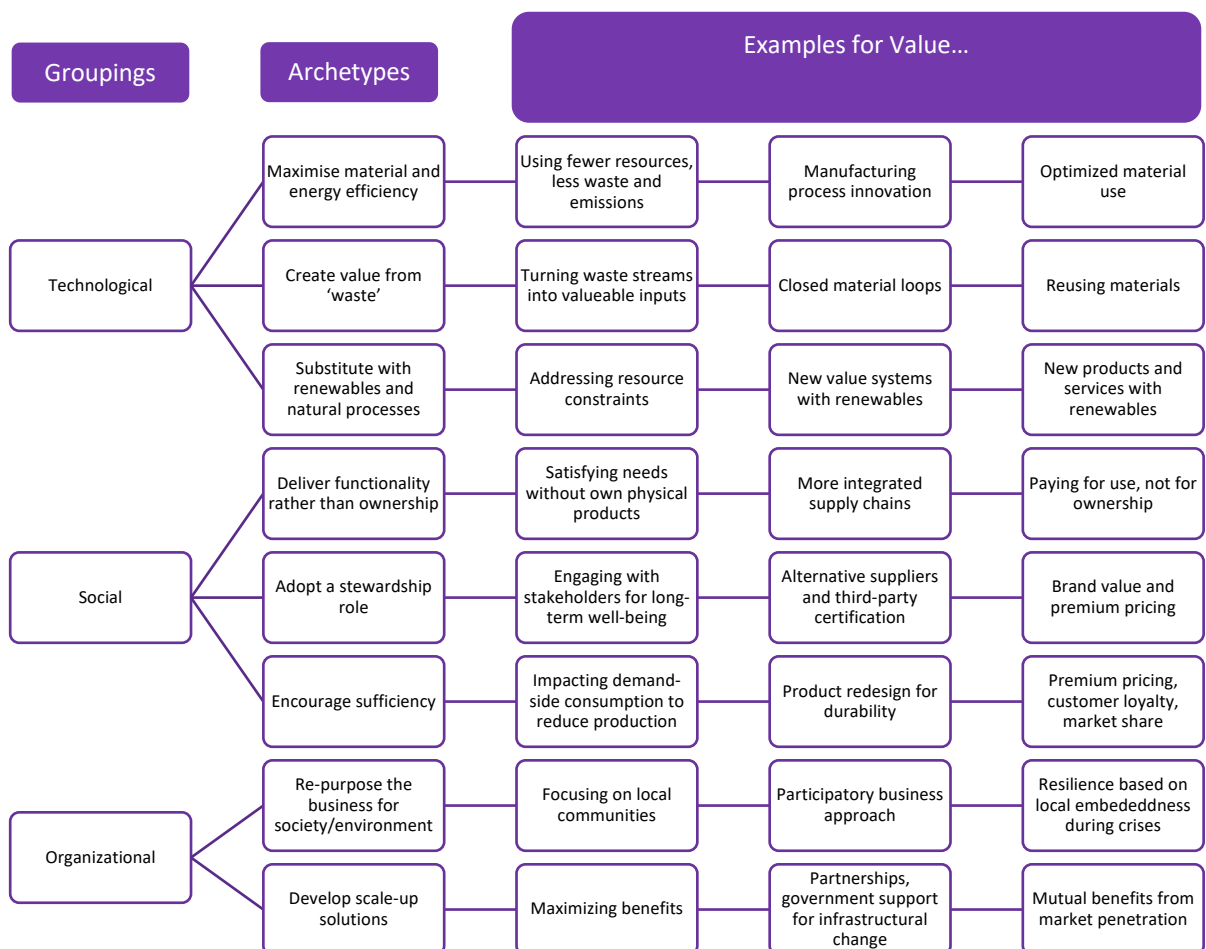 Groupings
Archetypes
Examples for Value…
Technological
Maximise material and
energy efficiency
Using fewer resources,
less waste and
emissions
Manufacturing
process innovation
Optimized material
use
Create value from
‘waste’
Turning waste streams
into valueable inputs
Closed material loops
Reusing materials
Substitute with
renewables and
natural processes
Addressing resource
constraints
New value systems
with renewables
New products and
services with
renewables
Social
Deliver functionality
rather than ownership
Satisfying needs
without own physical
products
More integrated
supply chains
Paying for use, not for
ownership
Adopt a stewardship
role
Engaging with
stakeholders for long-
term well-being
Alternative suppliers
and third-party
certification
Brand value and
premium pricing
Encourage sufficiency
Impacting demand-
side consumption to
reduce production
Product redesign for
durability
Premium pricing,
customer loyalty,
market share
Organizational
Re-purpose the
business for
society/environment
Focusing on local
communities
Participatory business
approach
Resilience based on
local embededdness
during crises
Develop scale-up
solutions
Maximizing benefits
Partnerships,
government support
for infrastructural
change
Mutual benefits from
market penetration